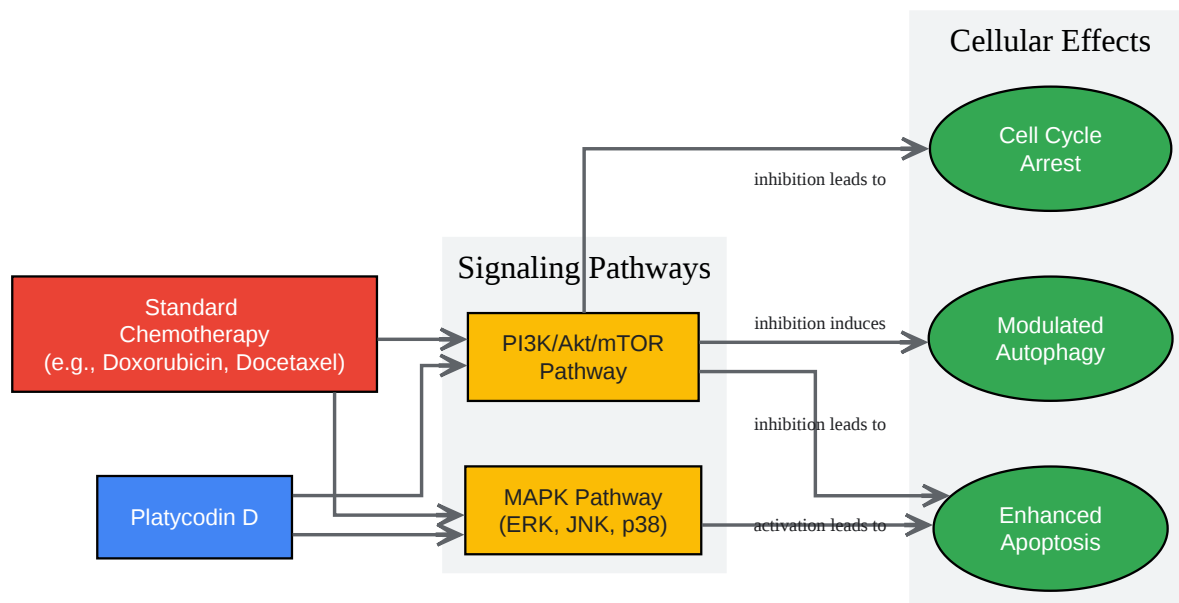 Cellular Effects
Cell Cycle
Arrest
inhibition leads to
Signaling Pathways
Standard
Chemotherapy
(e.g., Doxorubicin, Docetaxel)
PI3K/Akt/mTOR
Pathway
inhibition induces
Modulated
Autophagy
inhibition leads to
Platycodin D
MAPK Pathway
(ERK, JNK, p38)
activation leads to
Enhanced
Apoptosis